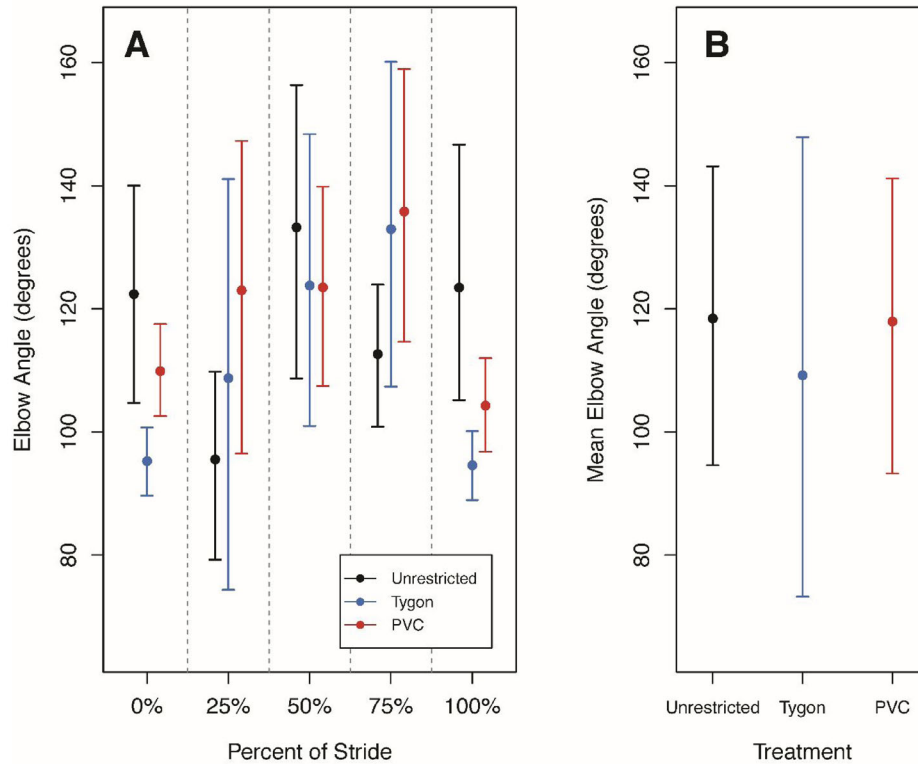 A
Elbow Angle (degrees)
160
140
120
100
80
Unrestricted
Tygon
PVC
0% 25% 50% 75% 100%
Percent of Stride
B
Mean Elbow Angle (degrees)
160
140
120
100
80
Unrestricted Tygon PVC
Treatment